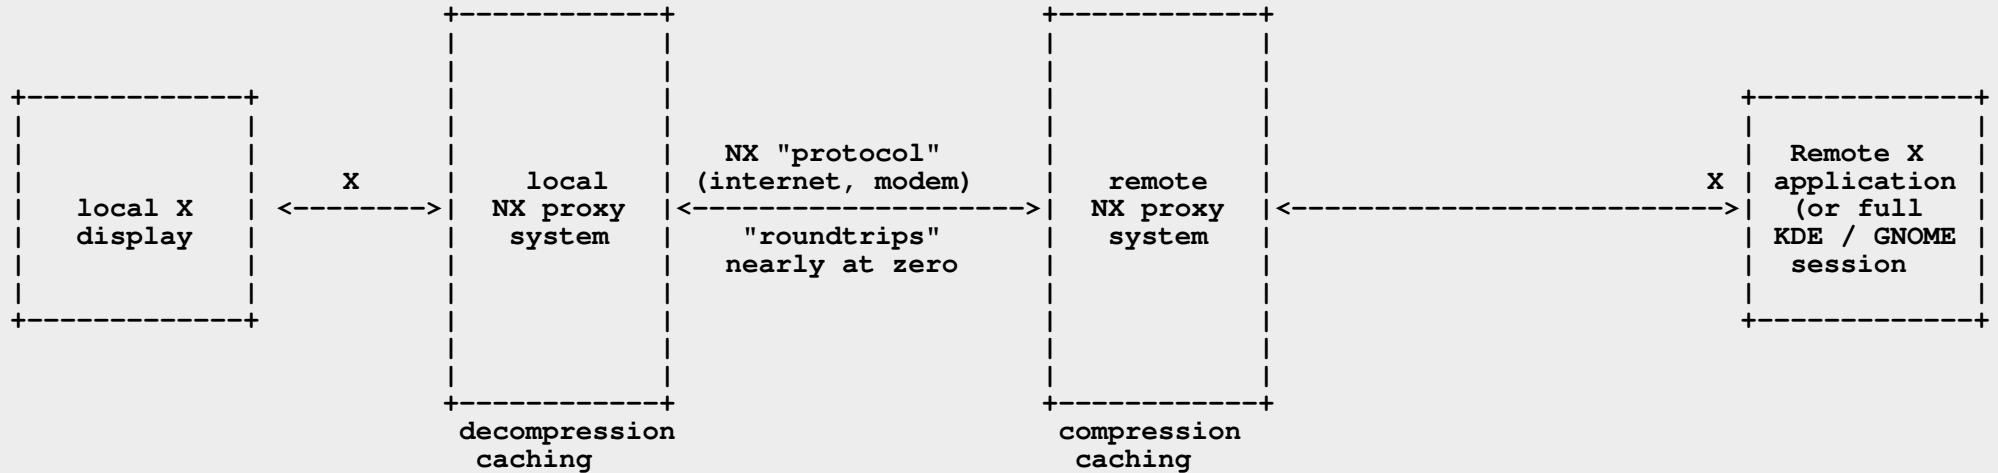 local X
display
X
local
NX proxy
system
decompression
caching
NX "protocol"
(internet, modem)
"roundtrips"
nearly at zero
remote
NX proxy
system
compression
caching
X
Remote X
application
(or full
KDE / GNOME
session